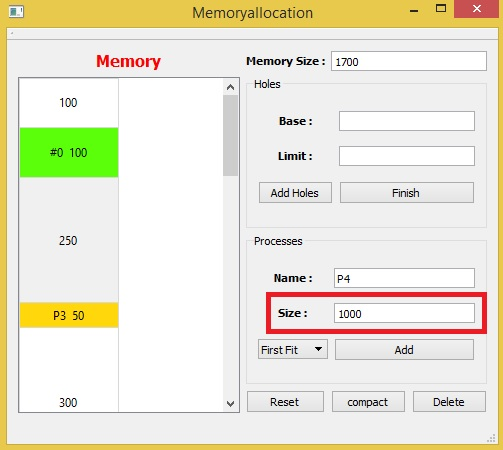 Memoryallocation
Memory
100
#0 100
250
P3 50
300
Memory Size : 1700
Holes
Base :
Limit :
Add Holes Finish
Processes
Name : P4
Size : 1000
First Fit Add
Reset compact Delete